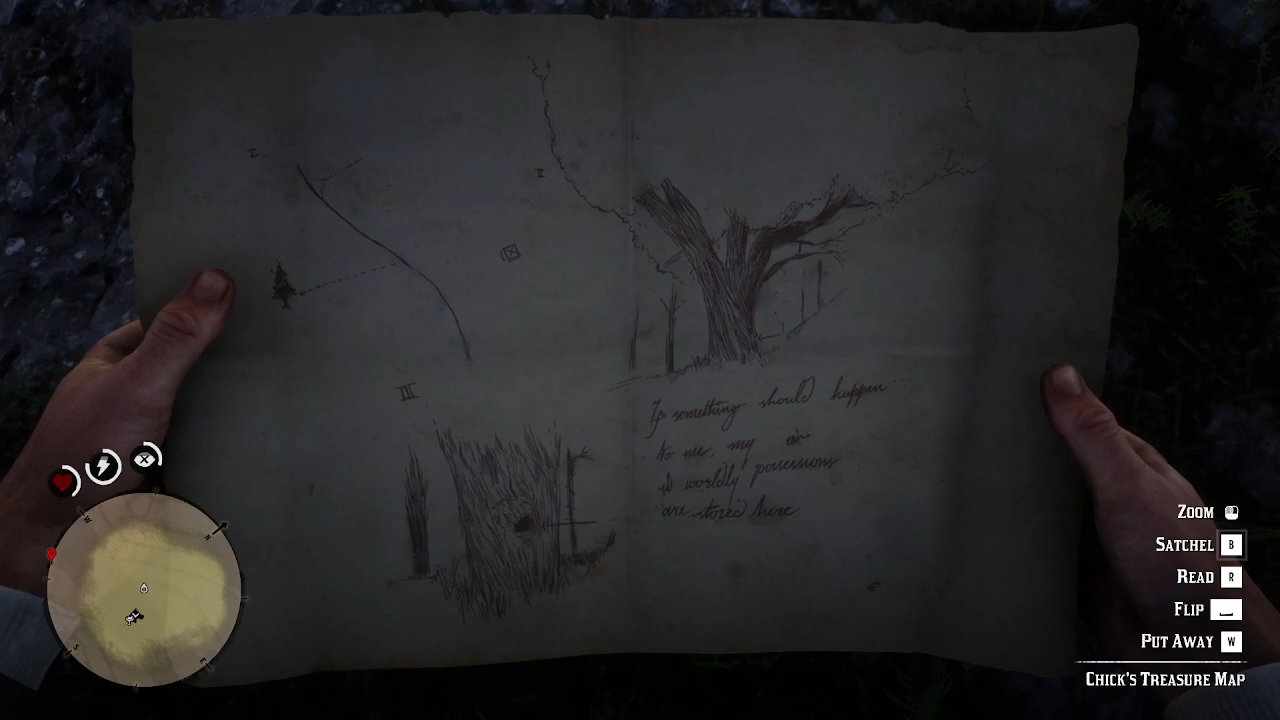 I
I
III
If something should happen
to me, my
worldly possessions
are stored here
ZOOM
SATCHEL B
READ R
FLIP
PUT AWAY W
CHICK'S TREASURE MAP